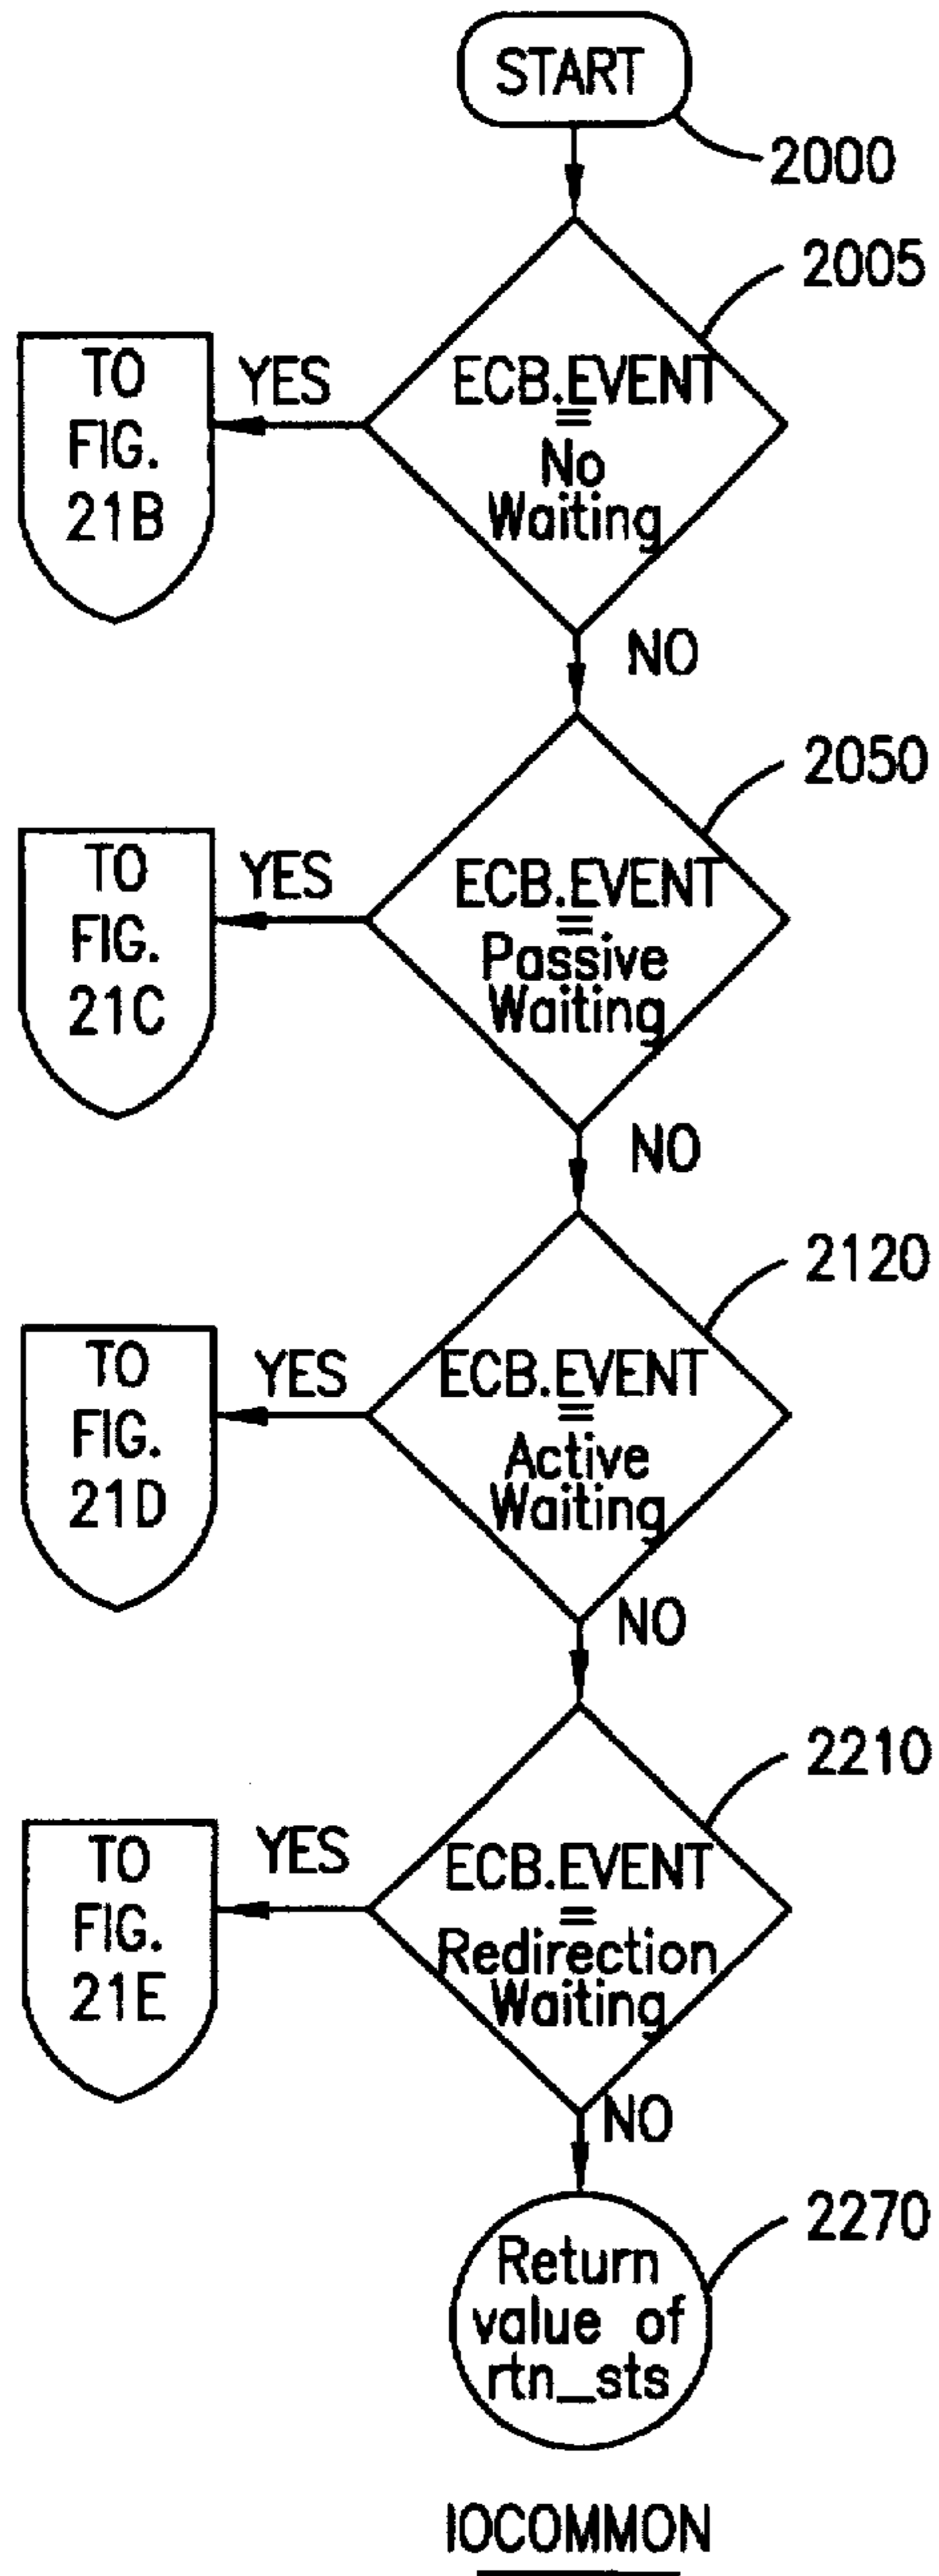 START
2000
2005
ECB.EVENT
=
No
Waiting
YES
TO
FIG.
21B
NO
2050
ECB.EVENT
=
Passive
Waiting
YES
TO
FIG.
21C
NO
2120
ECB.EVENT
=
Active
Waiting
YES
TO
FIG.
21D
NO
2210
ECB.EVENT
=
Redirection
Waiting
YES
TO
FIG.
21E
NO
2270
Return
value of
rtn_sts
IOCOMMON